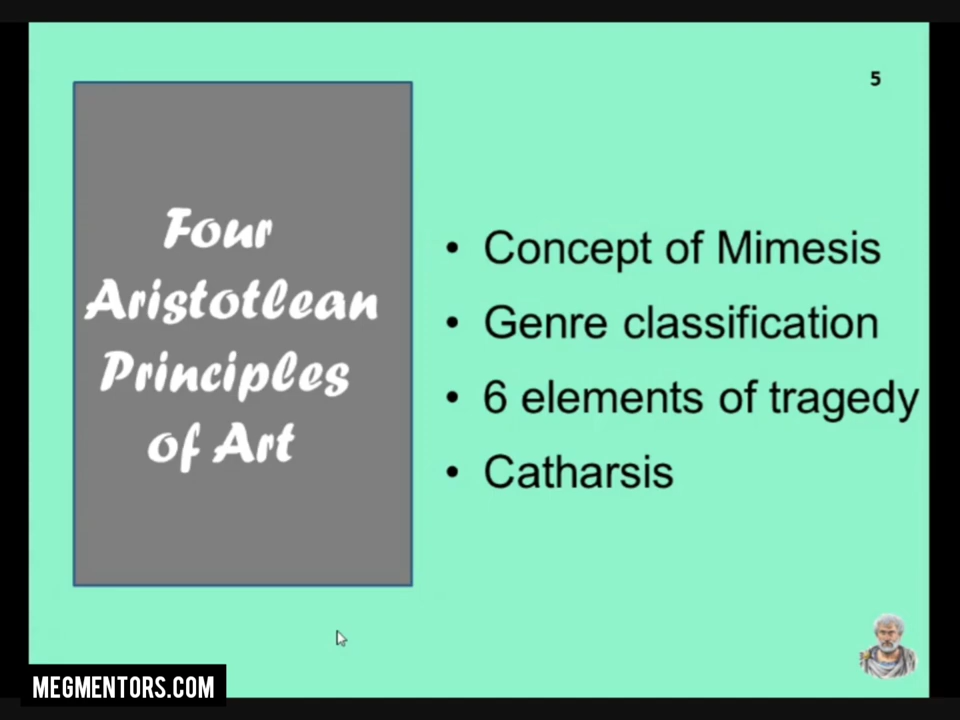 5
Four
Aristotlean
Principles
of Art
• Concept of Mimesis
• Genre classification
• 6 elements of tragedy
• Catharsis
MEGMENTORS.COM